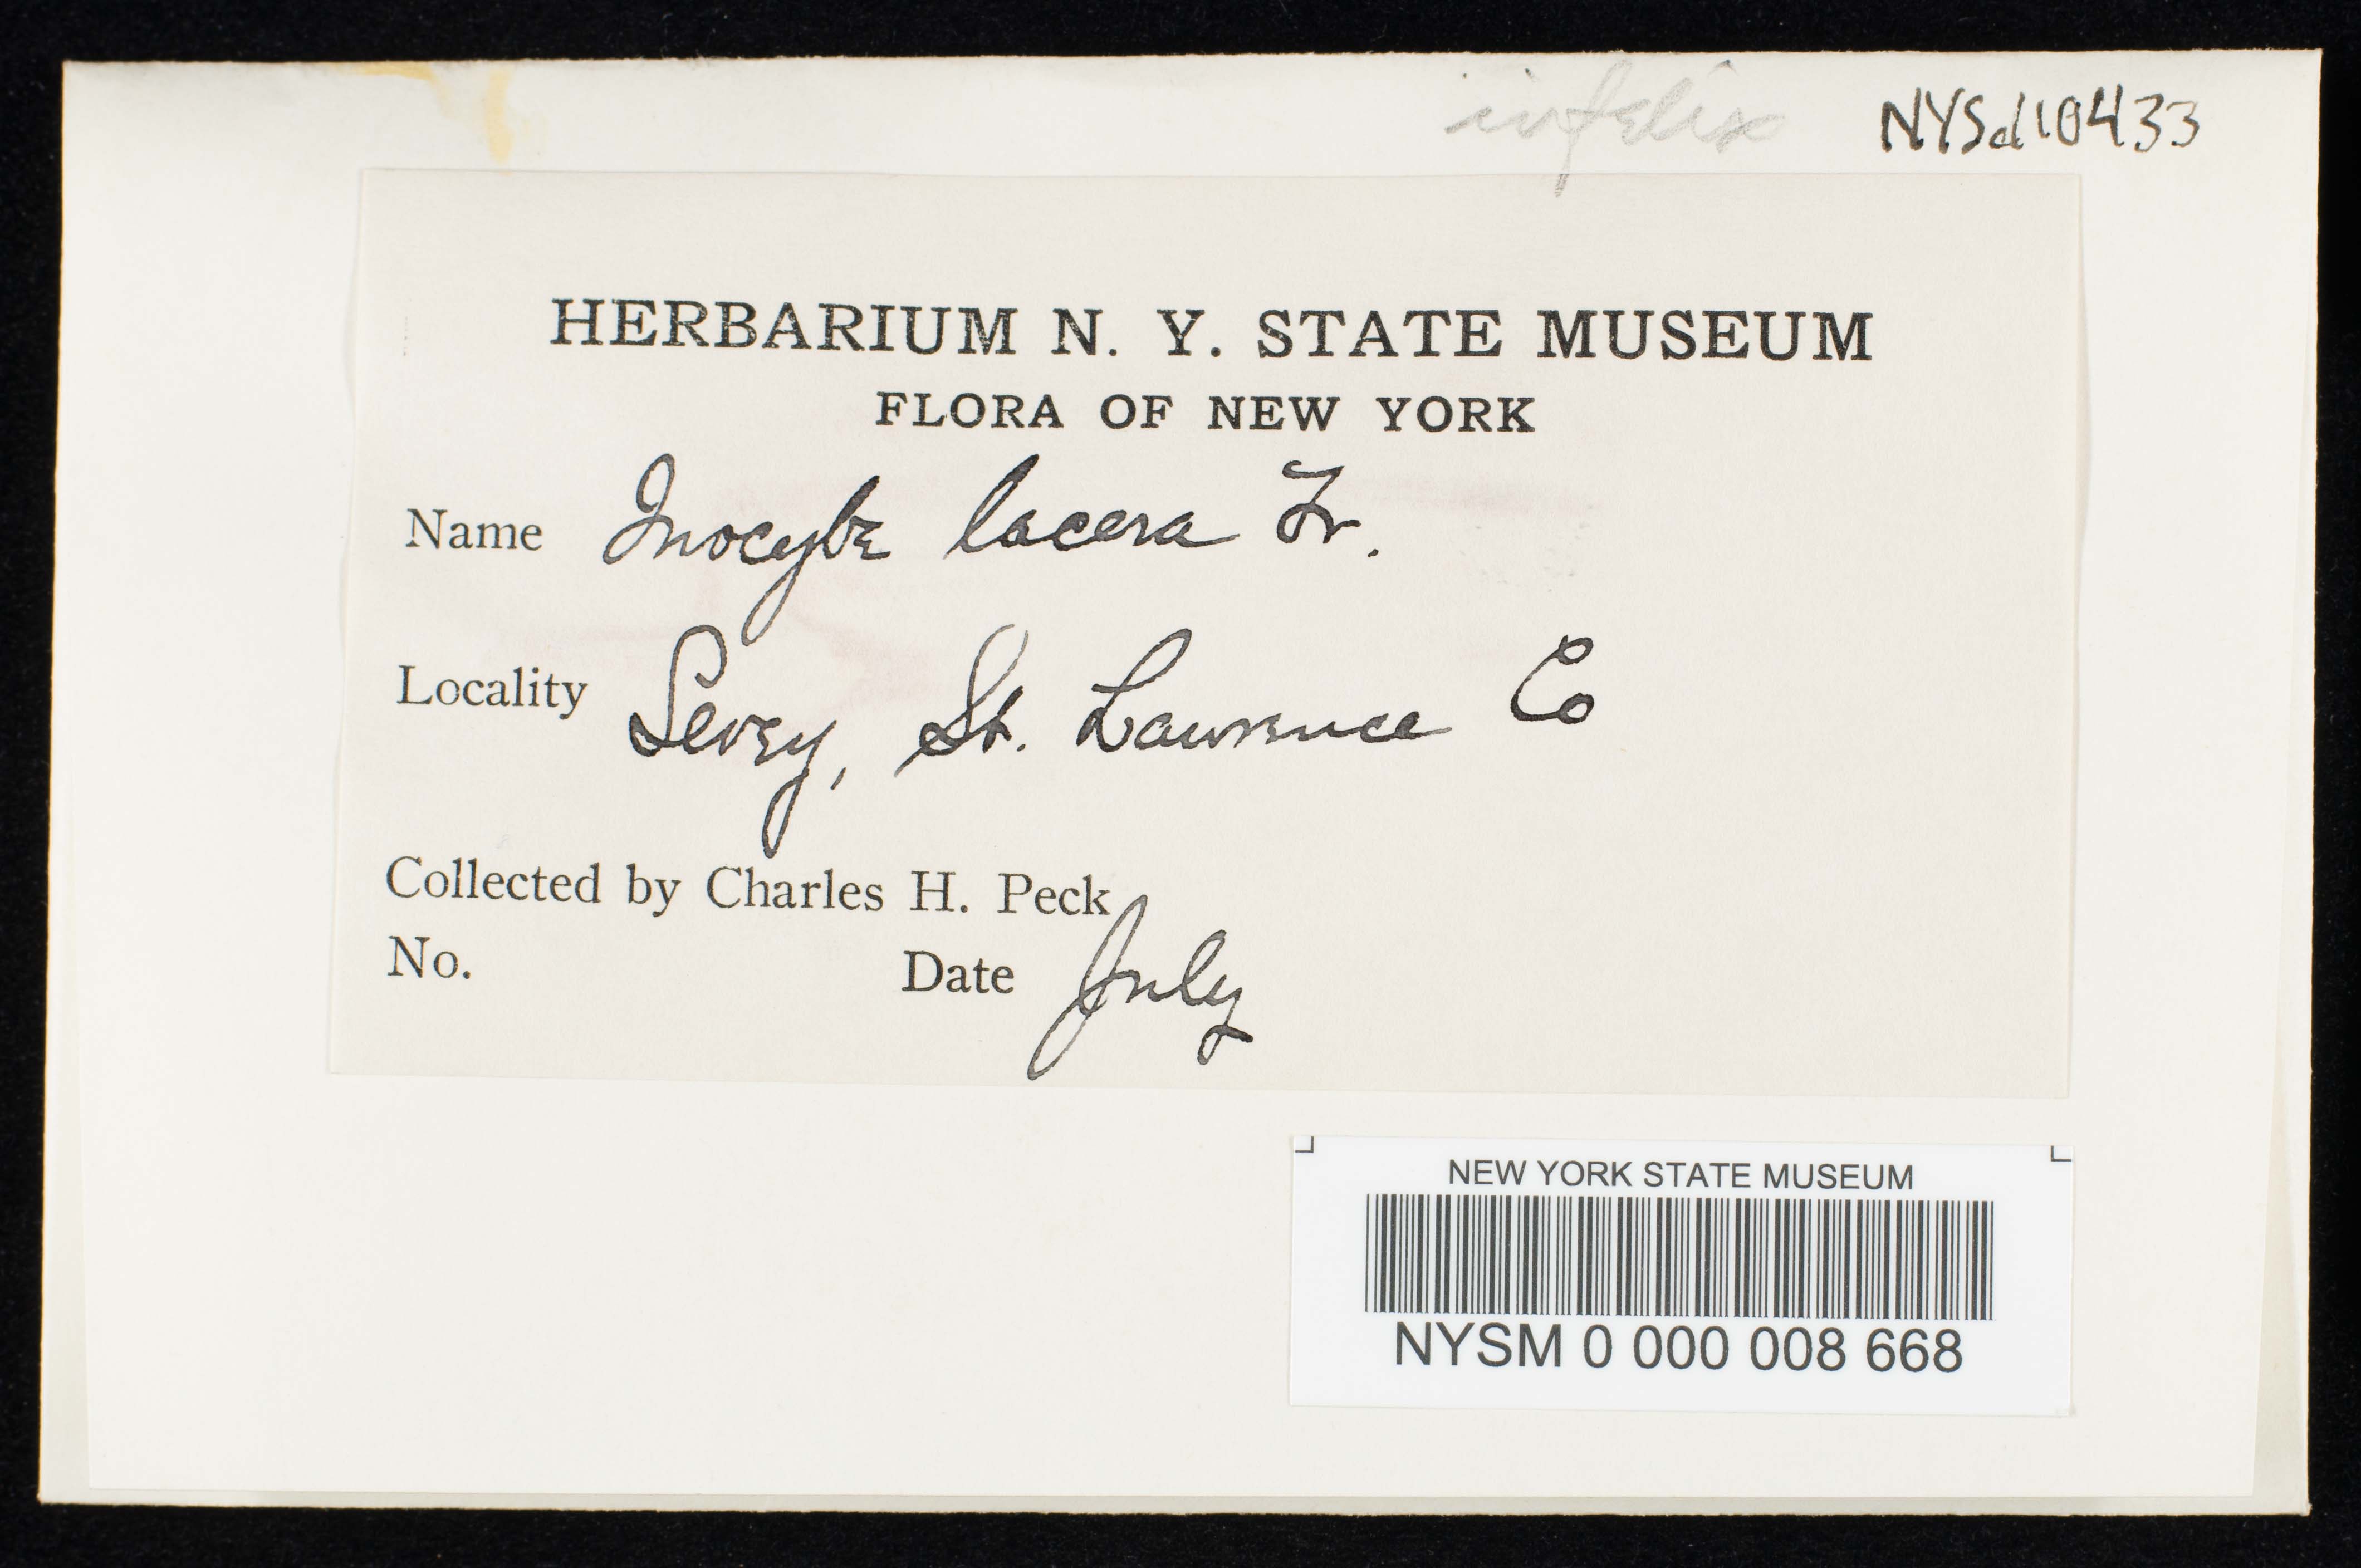 infelix NYSd10433
HERBARIUM N. Y. STATE MUSEUM
FLORA OF NEW YORK
Name Inocybe lacera Fr.
Locality Sevey, St. Lawrence Co
Collected by Charles H. Peck
No. Date July
NEW YORK STATE MUSEUM
NYSM 0 000 008 668